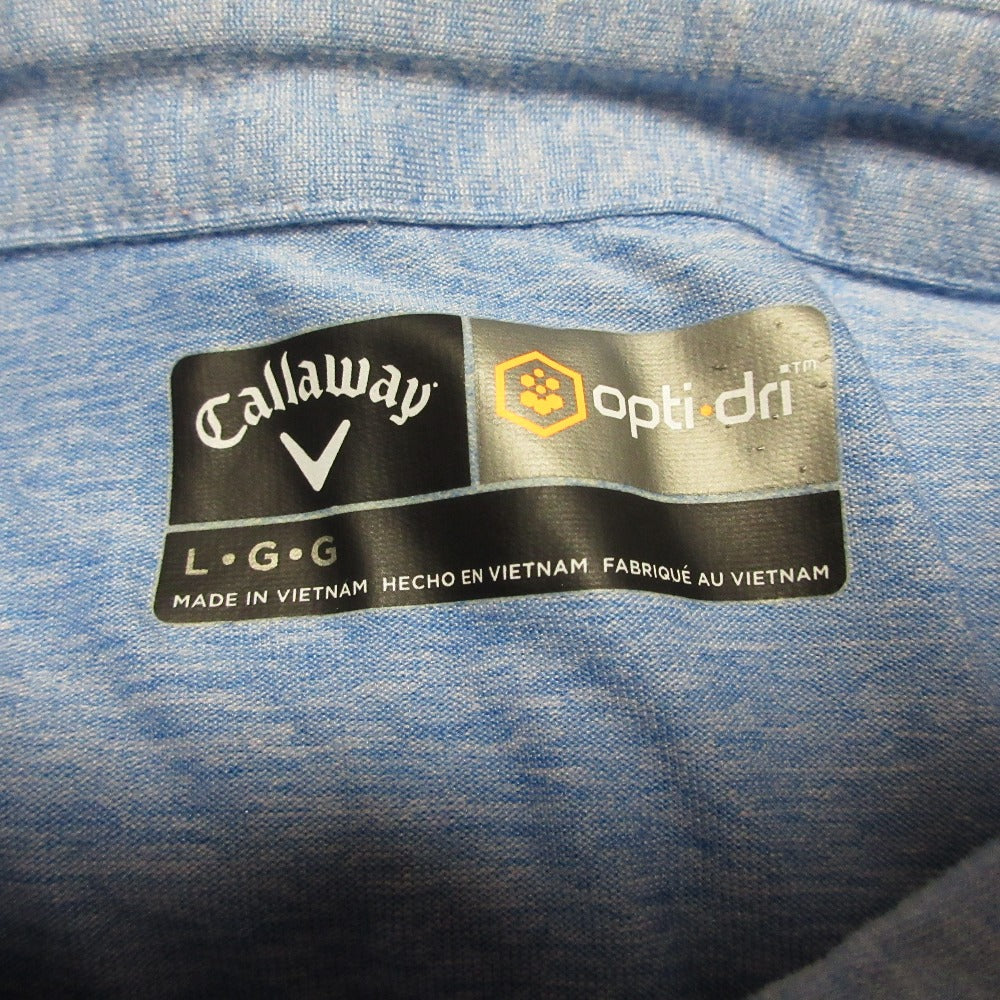 Callaway
opti·dri™
L·G·G
MADE IN VIETNAM HECHO EN VIETNAM FABRIQUÉ AU VIETNAM